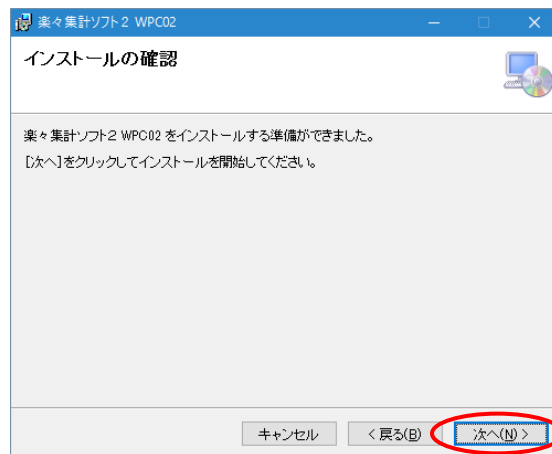 楽々集計ソフト2 WPC02
インストールの確認
楽々集計ソフト2 WPC02 をインストールする準備ができました。
[次へ]をクリックしてインストールを開始してください。
キャンセル
< 戻る(B)
次へ(N) >